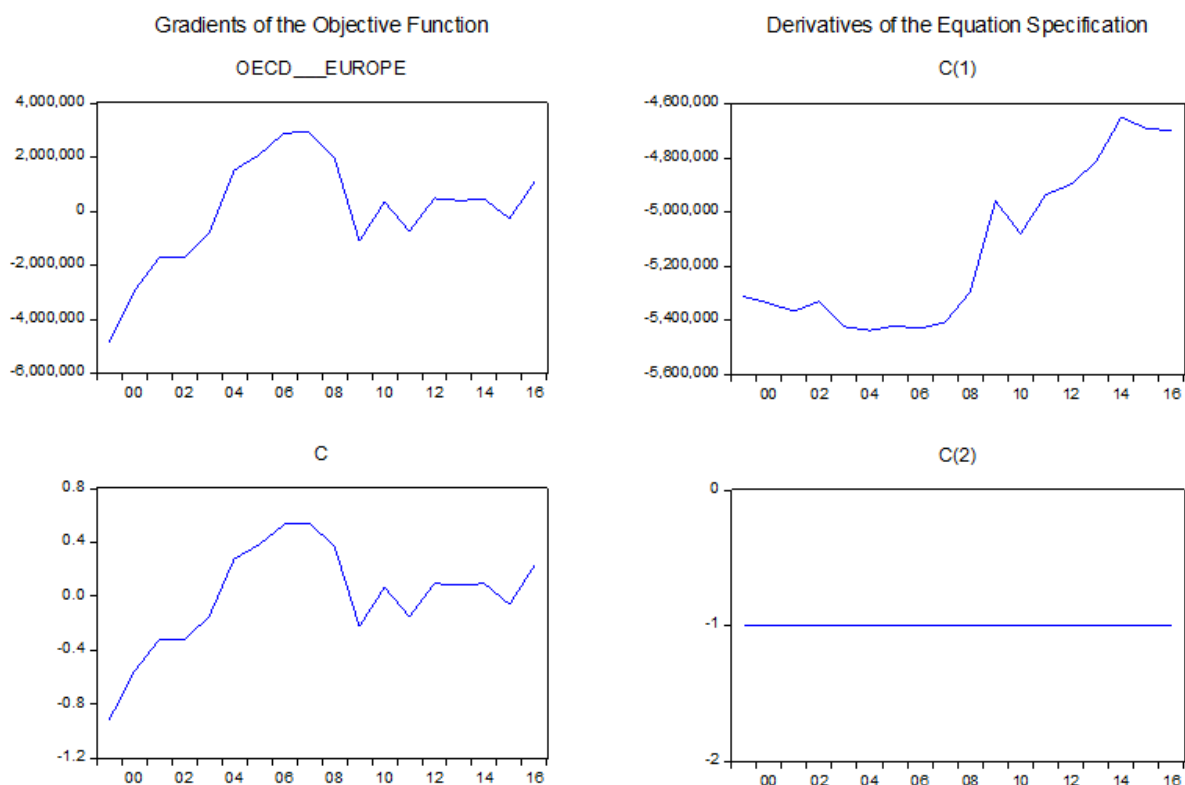 Gradients of the Objective Function
OECD___EUROPE
4,000,000
2,000,000
0
-2,000,000
-4,000,000
-6,000,000
00 02 04 06 08 10 12 14 16
C
0.8
0.4
0.0
-0.4
-0.8
-1.2
00 02 04 06 08 10 12 14 16
Derivatives of the Equation Specification
C(1)
-4,600,000
-4,800,000
-5,000,000
-5,200,000
-5,400,000
-5,600,000
00 02 04 06 08 10 12 14 16
C(2)
0
-1
-2
00 02 04 06 08 10 12 14 16